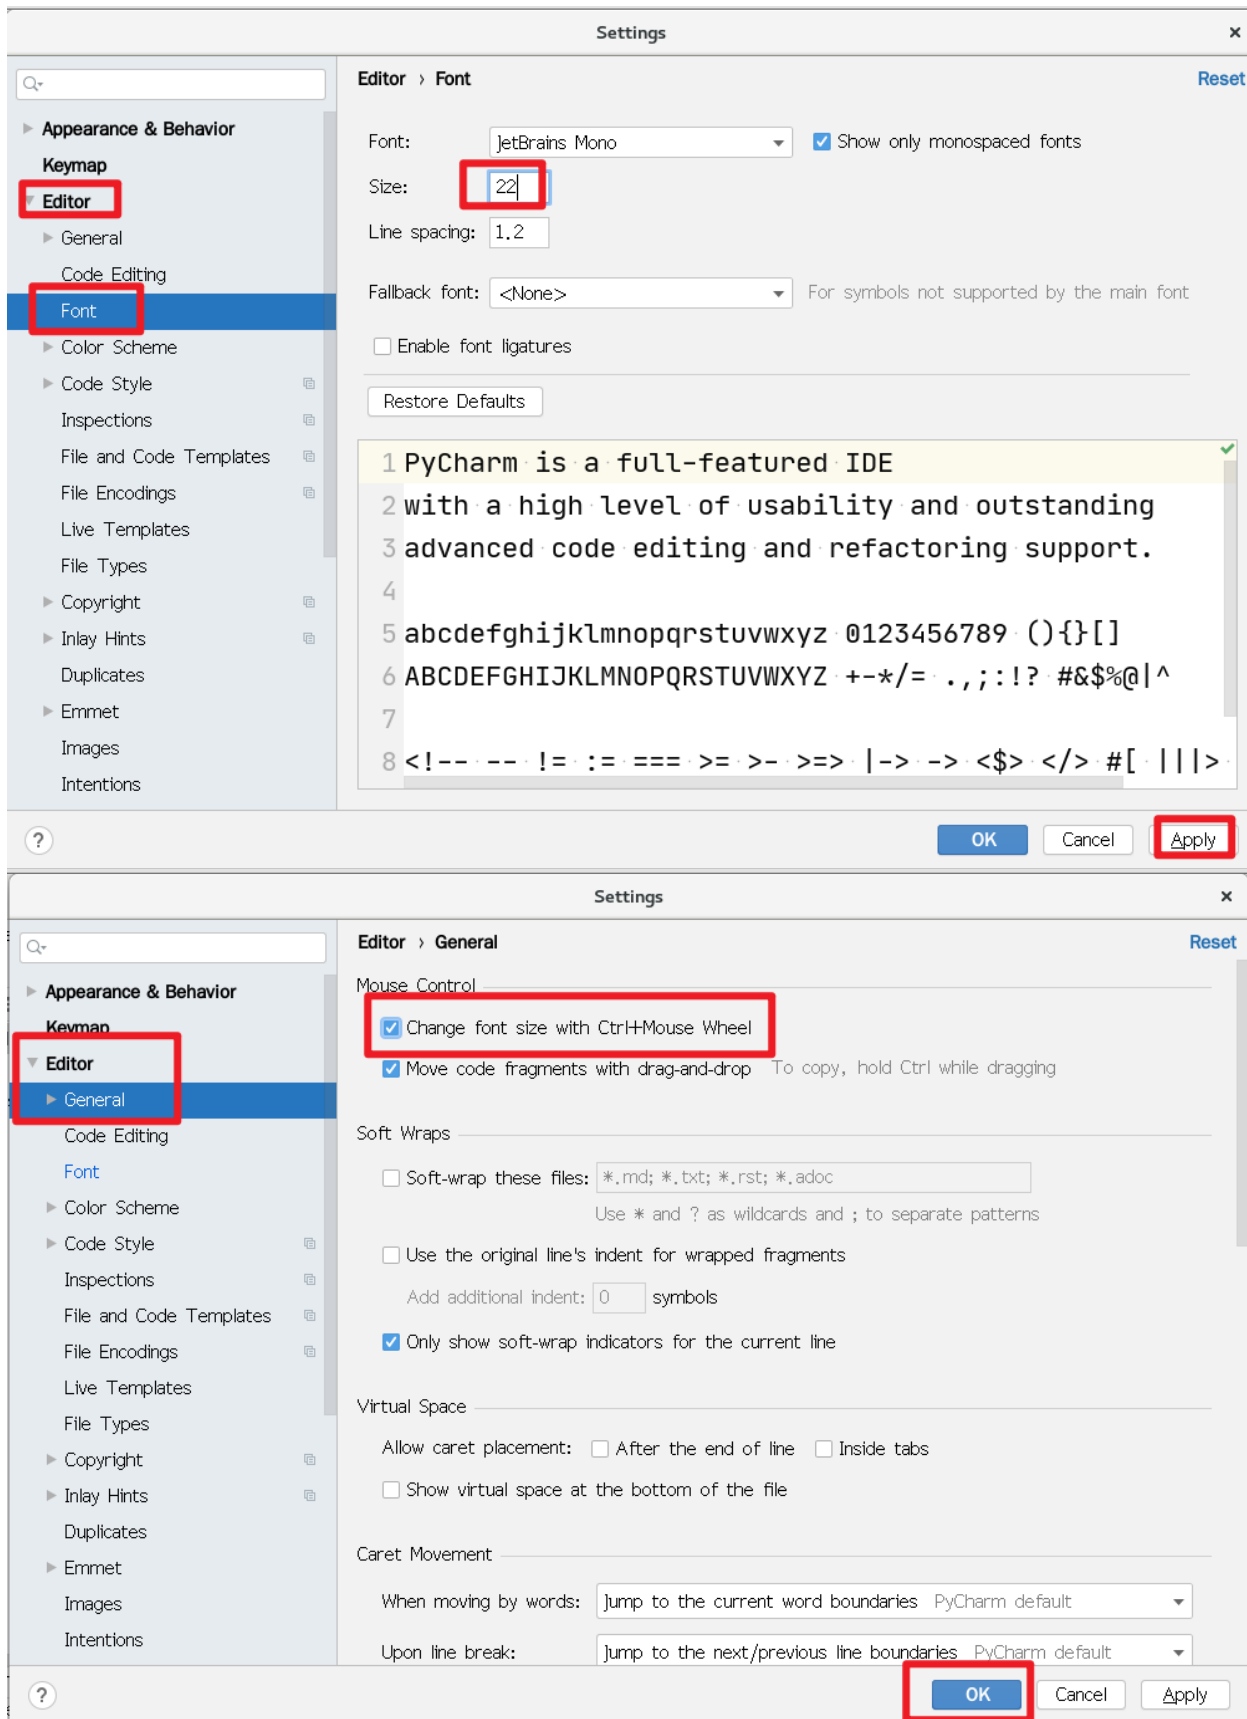 Settings ×
Editor › Font Reset
Appearance & Behavior
Keymap
Editor
General
Code Editing
Font
Color Scheme
Code Style
Inspections
File and Code Templates
File Encodings
Live Templates
File Types
Copyright
Inlay Hints
Duplicates
Emmet
Images
Intentions
Font: JetBrains Mono Show only monospaced fonts
Size: 22
Line spacing: 1.2
Fallback font: <None> For symbols not supported by the main font
Enable font ligatures
Restore Defaults
1 PyCharm is a full-featured IDE
2 with a high level of usability and outstanding
3 advanced code editing and refactoring support.
4
5 abcdefghijklmnopqrstuvwxyz 0123456789 (){}[]
6 ABCDEFGHIJKLMNOPQRSTUVWXYZ +-*/= .,;:!? #&$%@|^
7
8 <!-- -- != := === >= >- >=> |-> -> <$> </> #[ |||>
? OK Cancel Apply
Settings ×
Editor › General Reset
Appearance & Behavior
Keymap
Editor
General
Code Editing
Font
Color Scheme
Code Style
Inspections
File and Code Templates
File Encodings
Live Templates
File Types
Copyright
Inlay Hints
Duplicates
Emmet
Images
Intentions
Mouse Control
Change font size with Ctrl+Mouse Wheel
Move code fragments with drag-and-drop To copy, hold Ctrl while dragging
Soft Wraps
Soft-wrap these files: *.md; *.txt; *.rst; *.adoc
Use * and ? as wildcards and ; to separate patterns
Use the original line's indent for wrapped fragments
Add additional indent: 0 symbols
Only show soft-wrap indicators for the current line
Virtual Space
Allow caret placement: After the end of line Inside tabs
Show virtual space at the bottom of the file
Caret Movement
When moving by words: Jump to the current word boundaries PyCharm default
Upon line break: Jump to the next/previous line boundaries PyCharm default
? OK Cancel Apply